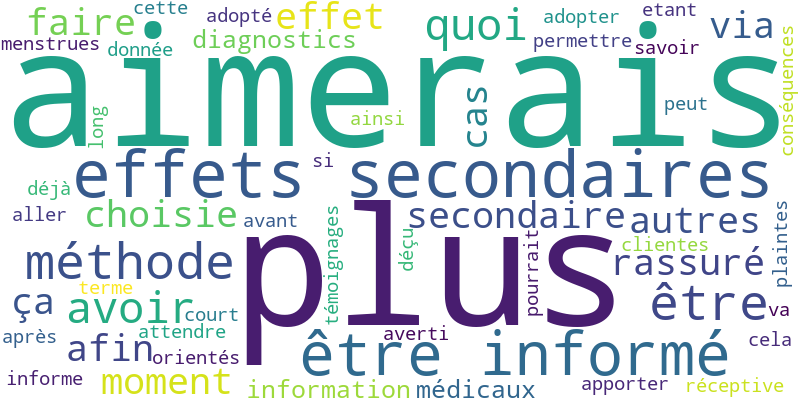 cette
adopté
effet
adopter
etant
faire
quoi
via
menstrues
donnée
diagnostics
permettre
savoir
aimerais
conséquences
long
ainsi
cas
peut
effets
si
secondaires
déjà
aller
choisie
avant
témoignages
déçu
secondaire
autres
plaintes
méthode
terme
pourrait
clientes
rassuré
plus
ça
avoir
court
être
va
après
attendre
averti
cela
afin
orientés
être informé
informe
moment
information
médicaux
apporter
réceptive